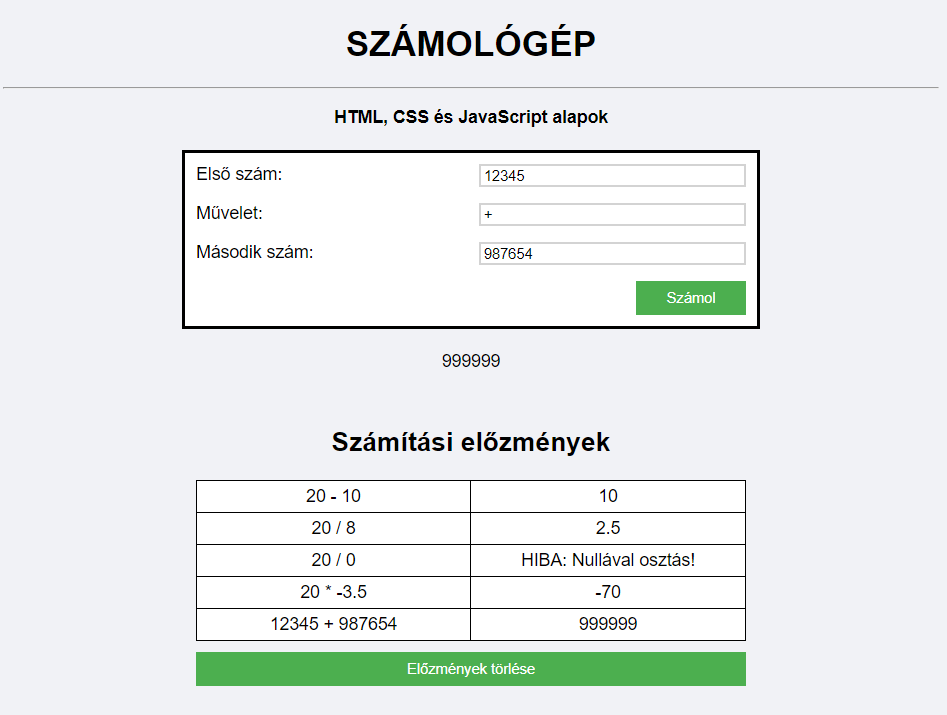 SZÁMOLÓGÉP
HTML, CSS és JavaScript alapok
Első szám: 12345
Művelet: +
Második szám: 987654
Számol
999999
Számítási előzmények
20 - 10 10
20 / 8 2.5
20 / 0 HIBA: Nullával osztás!
20 * -3.5 -70
12345 + 987654 999999
Előzmények törlése